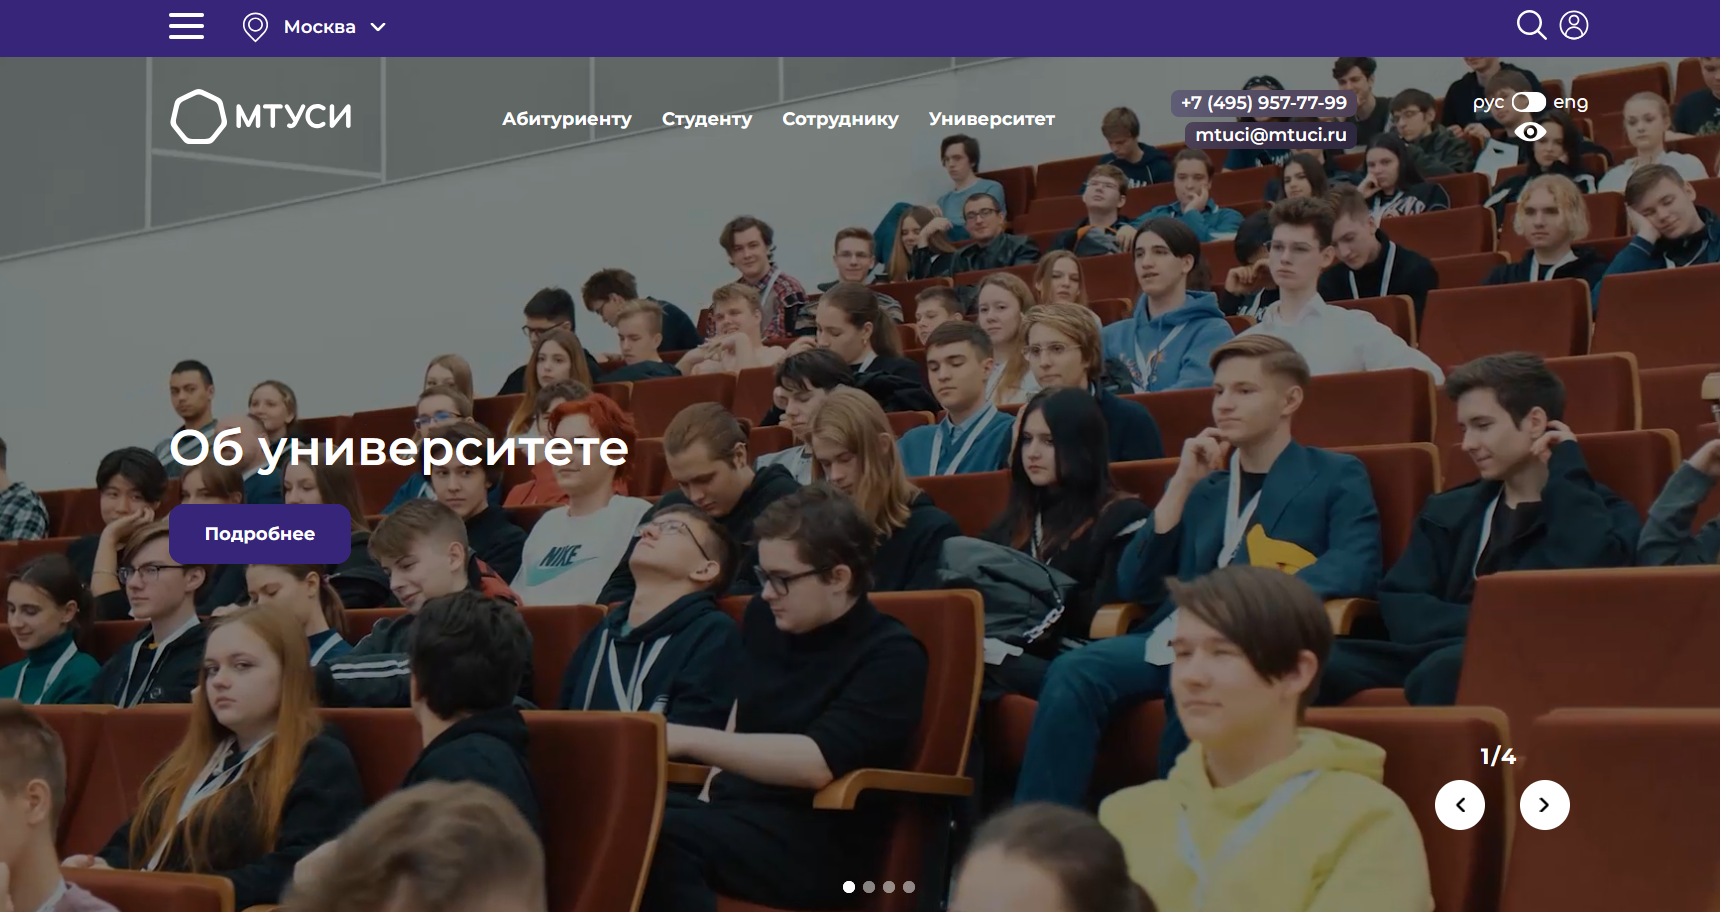 Москва
МТУСИ
Абитуриенту Студенту Сотруднику Университет
+7 (495) 957-77-99
mtuci@mtuci.ru
рус eng
Об университете
Подробнее
NIKE
1/4